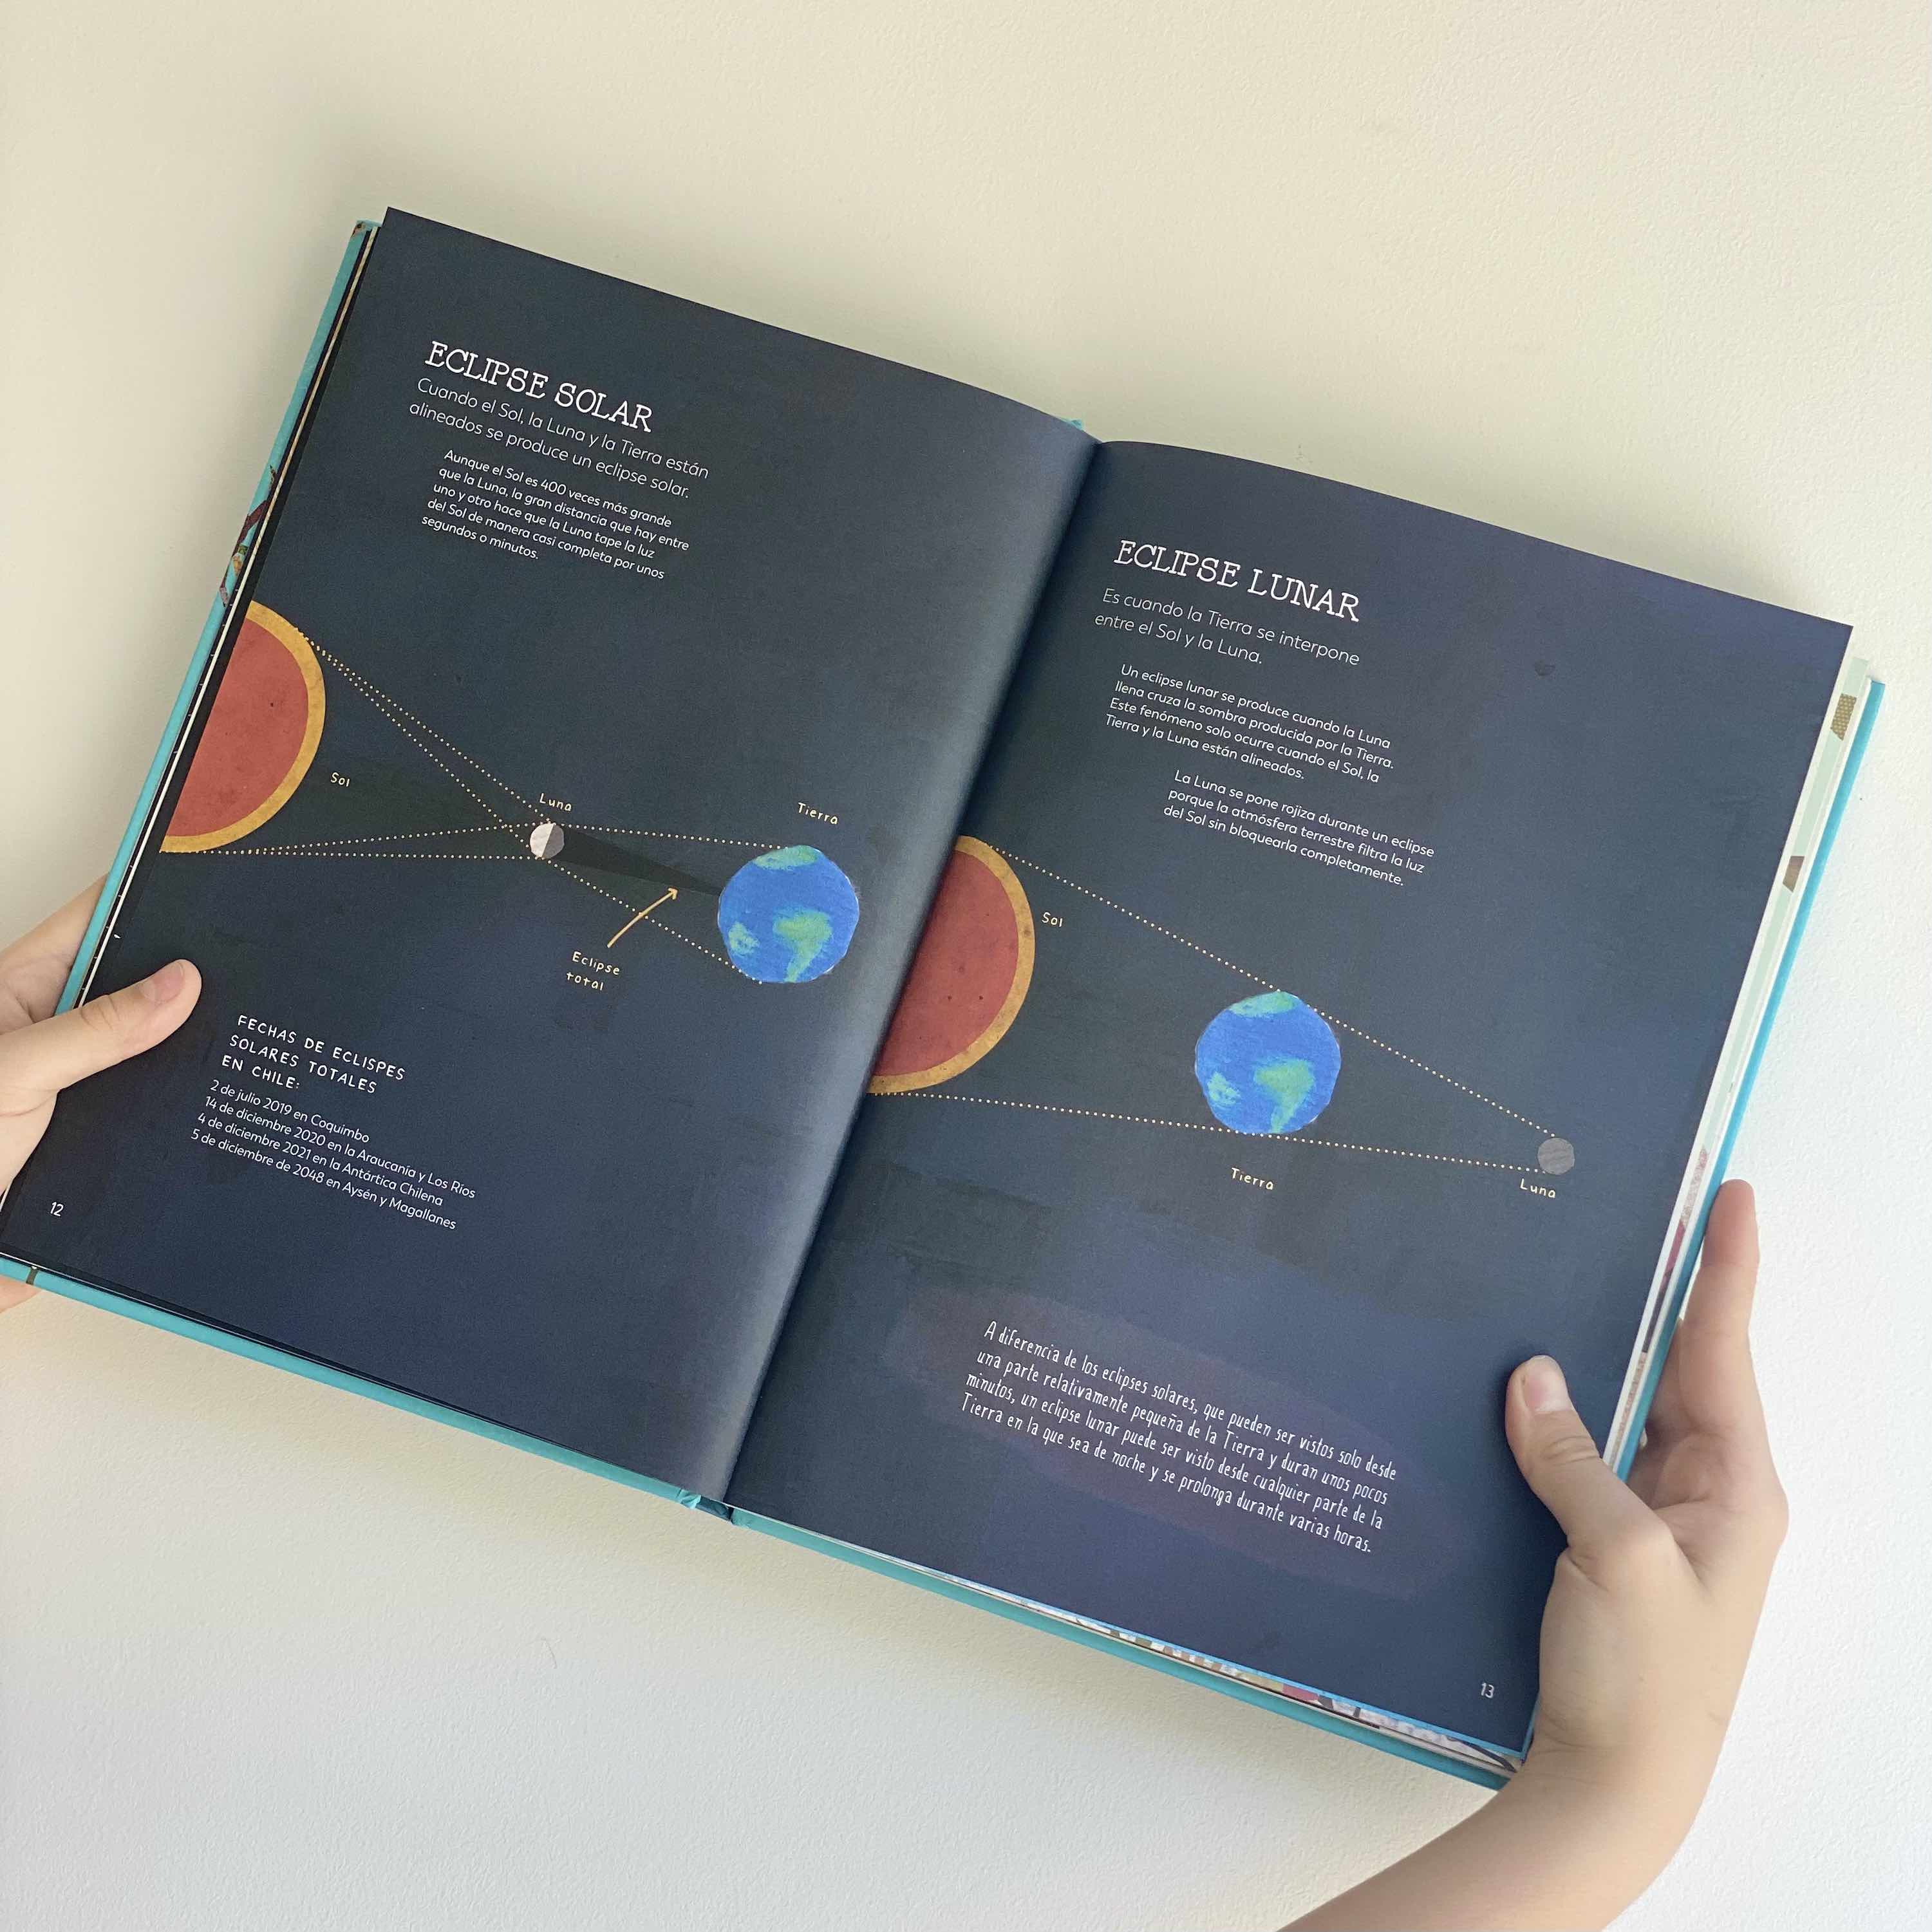 ECLIPSE SOLAR
Cuando el Sol, la Luna y la Tierra están
alineados se produce un eclipse solar.
Aunque el Sol es 400 veces más grande
que la Luna, la gran distancia que hay entre
uno y otro hace que la Luna tape la luz
del Sol de manera casi completa por unos
segundos o minutos.
Sol
Luna
Tierra
Eclipse
total
FECHAS DE ECLISPES
SOLARES TOTALES
EN CHILE:
2 de julio 2019 en Coquimbo
14 de diciembre 2020 en la Araucanía y Los Ríos
4 de diciembre 2021 en la Antártica Chilena
5 de diciembre de 2048 en Aysén y Magallanes
12
ECLIPSE LUNAR
Es cuando la Tierra se interpone
entre el Sol y la Luna.
Un eclipse lunar se produce cuando la Luna
llena cruza la sombra producida por la Tierra.
Este fenómeno solo ocurre cuando el Sol, la
Tierra y la Luna están alineados.
La Luna se pone rojiza durante un eclipse
porque la atmósfera terrestre filtra la luz
del Sol sin bloquearla completamente.
Sol
Tierra
Luna
A diferencia de los eclipses solares, que pueden ser vistos solo desde
una parte relativamente pequeña de la Tierra y duran unos pocos
minutos, un eclipse lunar puede ser visto desde cualquier parte de la
Tierra en la que sea de noche y se prolonga durante varias horas.
13